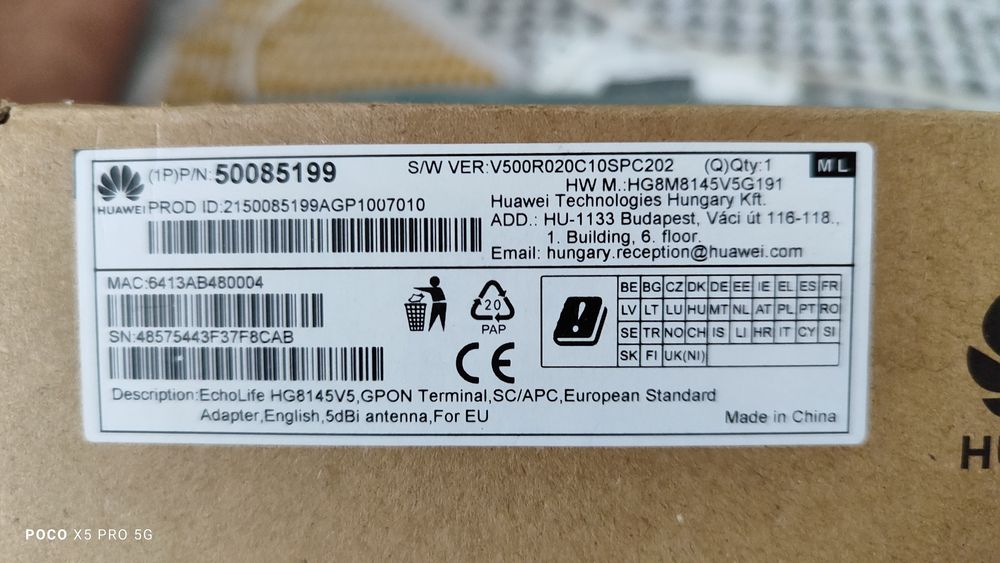 HUAWEI
(1P)P/N: 50085199
PROD ID:2150085199AGP1007010
S/W VER:V500R020C10SPC202 (Q)Qty:1 ML
HW M.:HG8M8145V5G191
Huawei Technologies Hungary Kft.
ADD.: HU-1133 Budapest, Váci út 116-118.,
1. Building, 6. floor.
Email: hungary.reception@huawei.com
MAC:6413AB480004
SN:48575443F37F8CAB
20
PAP
CE
BE BG CZ DK DE EE IE EL ES FR
LV LT LU HU MT NL AT PL PT RO
SE TR NO CH IS LI HR IT CY SI
SK FI UK(NI)
Description:EchoLife HG8145V5,GPON Terminal,SC/APC,European Standard
Adapter,English,5dBi antenna,For EU
Made in China
POCO X5 PRO 5G